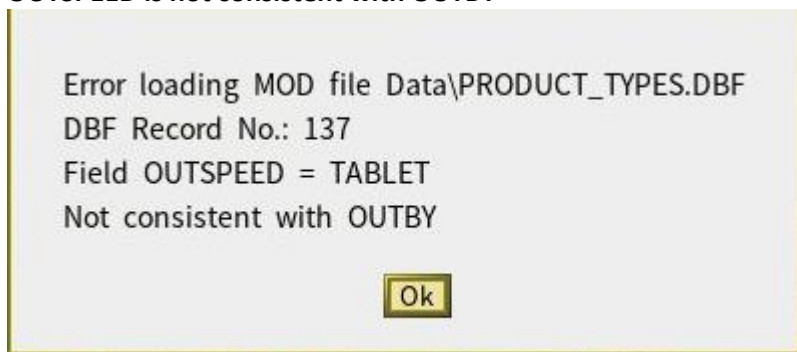 Error loading MOD file Data\PRODUCT_TYPES.DBF
DBF Record No.: 137
Field OUTSPEED = TABLET
Not consistent with OUTBY
Ok